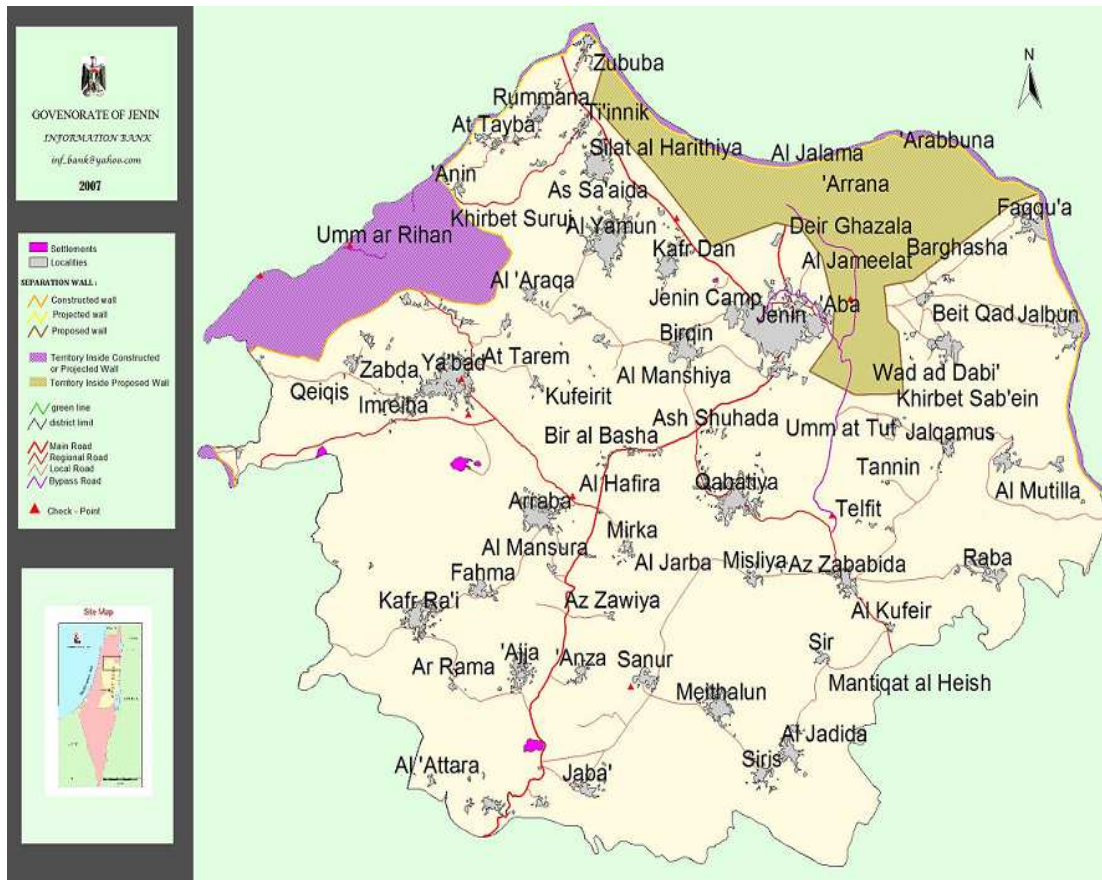 GOVENORATE OF JENIN
INFORMATION BANK
inf_bank@yahoo.com
2007
Settlements
Localities
SEPARATION WALL :
Constructed wall
Projected wall
Proposed wall
Territory Inside Constructed
or Projected Wall
Territory Inside Proposed Wall
green line
district limit
Main Road
Regional Road
Local Road
Bypass Road
Check - Point
Site Map
N
Zububa
Rummana
Ti'innik
At Tayba
Silat al Harithiya
'Arabbuna
Al Jalama
'Anin
As Sa'aida
'Arrana
Khirbet Suruj
Faqqu'a
Umm ar Rihan
Al Yamun
Deir Ghazala
Kafr Dan
Barghasha
Al Jameelat
Al 'Araqa
Jenin Camp
'Aba
Jenin
Beit Qad
Jalbun
Birqin
At Tarem
Zabda
Ya'bad
Al Manshiya
Wad ad Dabi'
Qeiqis
Kufeirit
Khirbet Sab'ein
Imreiha
Ash Shuhada
Umm at Tut
Jalqamus
Bir al Basha
Tannin
Al Hafira
Qabatiya
Al Mutilla
Arraba
Telfit
Mirka
Al Mansura
Al Jarba
Misliya
Az Zababida
Raba
Fahma
Kafr Ra'i
Az Zawiya
Al Kufeir
'Ajja
'Anza
Sanur
Sir
Ar Rama
Mantiqat al Heish
Meithalun
Al Jadida
Siris
Al 'Attara
Jaba'